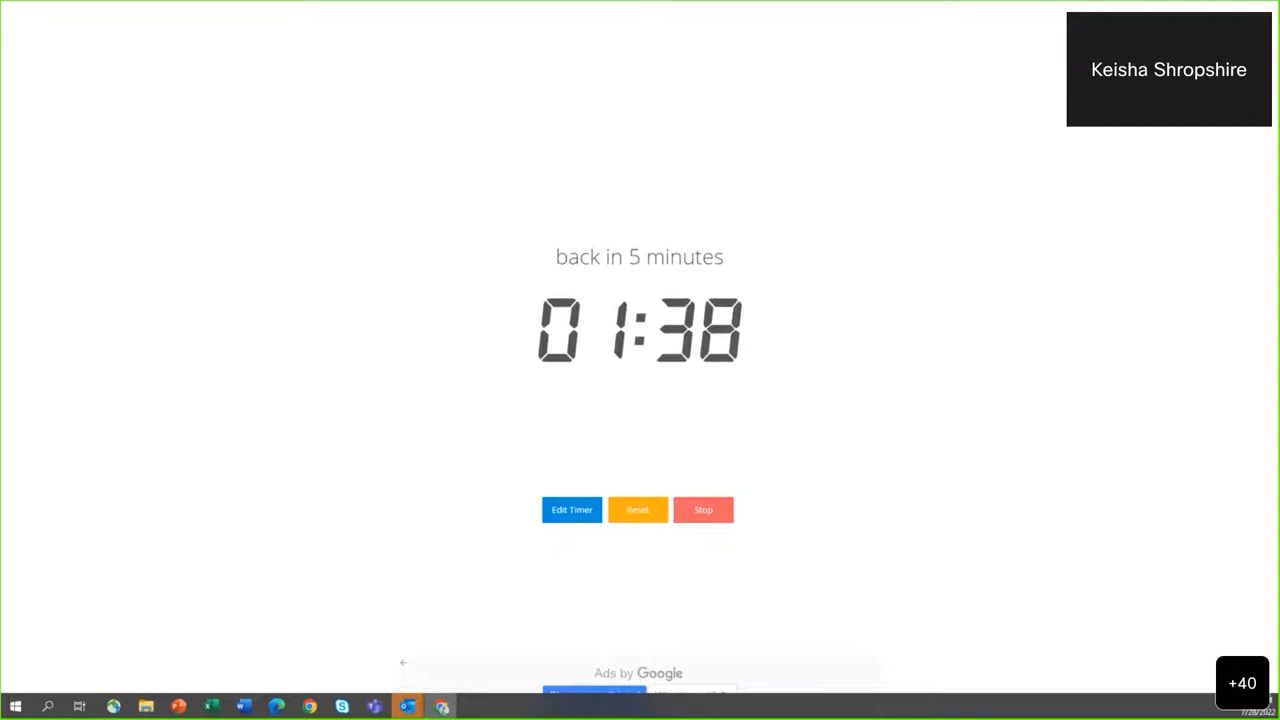 Keisha Shropshire
back in 5 minutes
01:38
Edit Timer Reset Stop
Ads by Google
+40